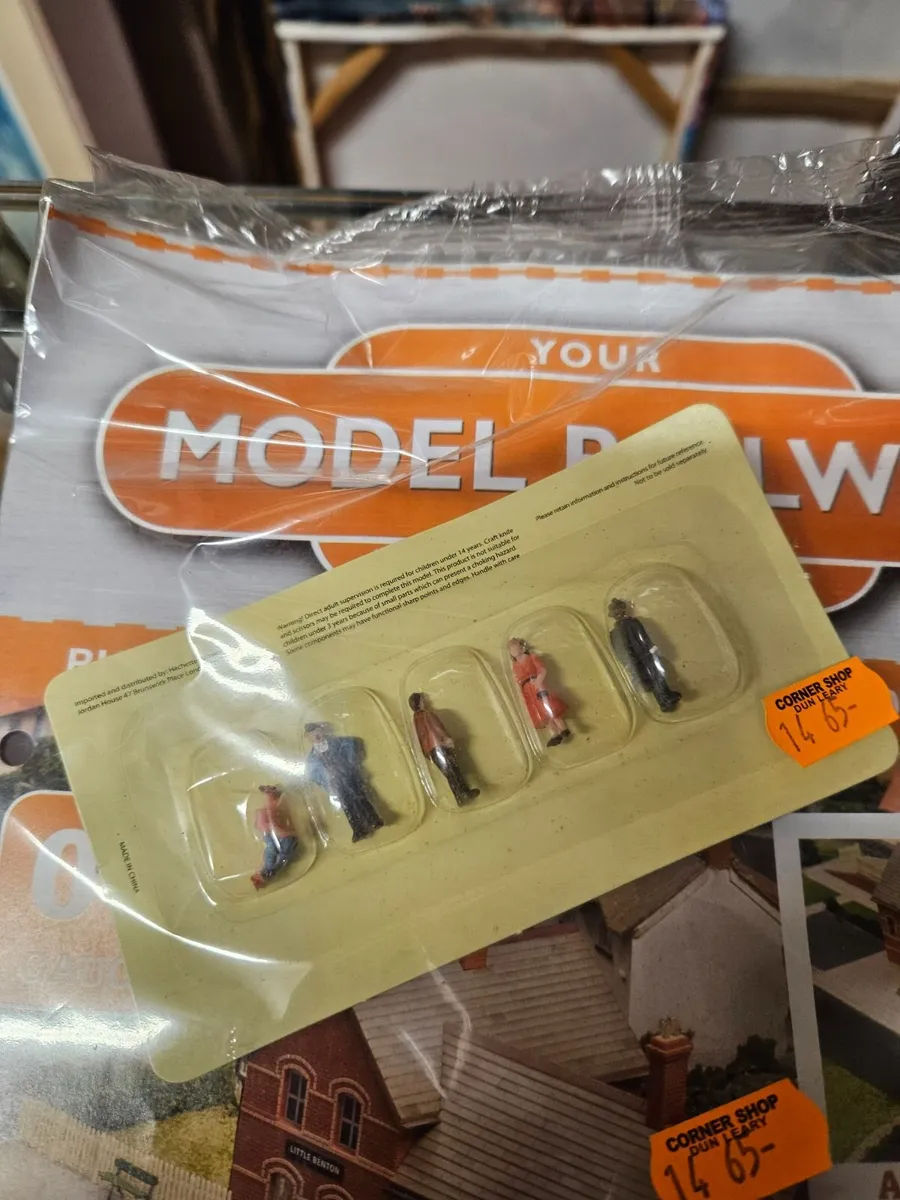 YOUR
MODEL
Please retain information and instructions for future reference.
Not to be sold separately.
Warning! Direct adult supervision is required for children under 14 years. Craft knife
and scissors may be required to complete this model. This product is not suitable for
children under 3 years because of small parts which can present a choking hazard.
Some components may have functional sharp points and edges. Handle with care
Imported and distributed by: Hachette
Jordan House 47 Brunswick Place
MADE IN CHINA
CORNER SHOP
DUN LEARY
14 65-
LITTLE BENTON
CORNER SHOP
DUN LEARY
14 65-